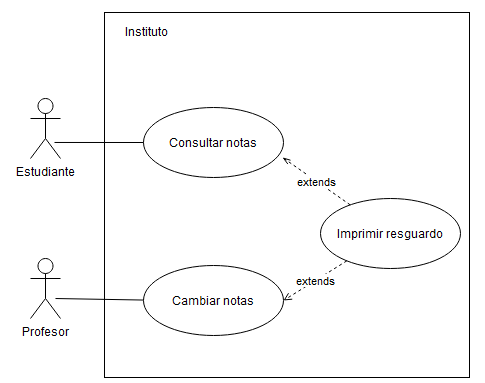 Instituto
Consultar notas
Estudiante
extends
Imprimir resguardo
extends
Cambiar notas
Profesor